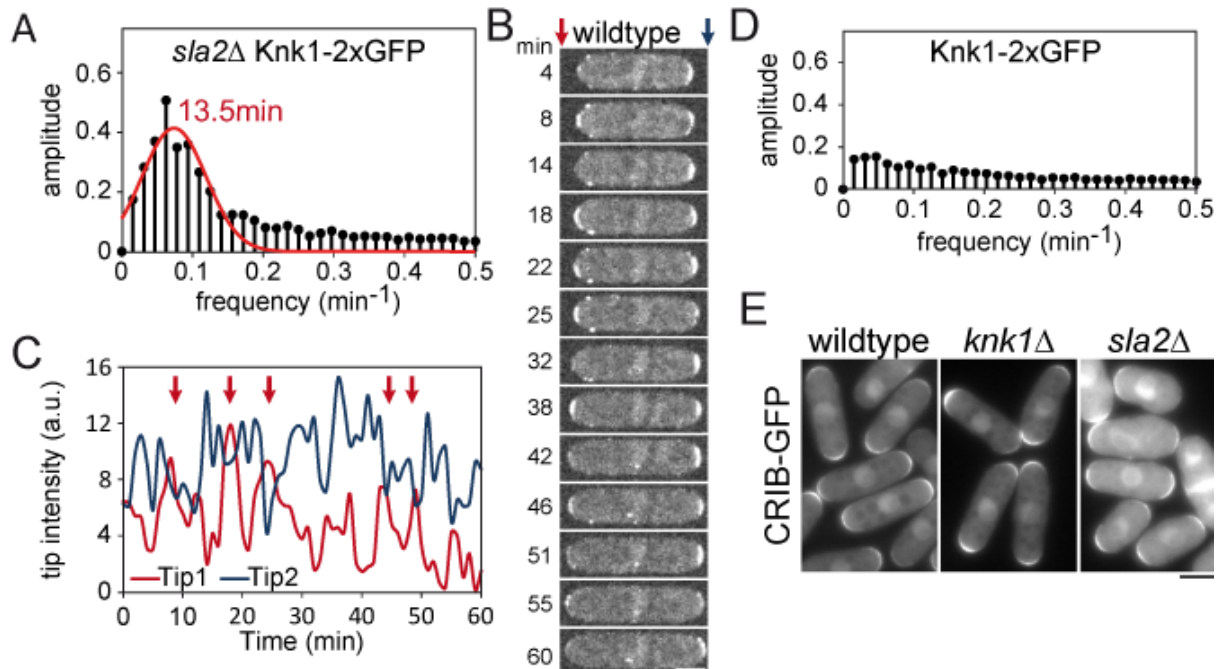 A
sla2Δ Knk1-2xGFP
13.5min
amplitude
0.6
0.4
0.2
0
0 0.1 0.2 0.3 0.4 0.5
frequency (min-1)
B
wildtype
min
4
8
14
18
22
25
32
38
42
46
51
55
60
C
tip intensity (a.u.)
16
12
8
4
0
Tip1 Tip2
0 10 20 30 40 50 60
Time (min)
D
Knk1-2xGFP
amplitude
0.6
0.4
0.2
0
0 0.1 0.2 0.3 0.4 0.5
frequency (min-1)
E
wildtype knk1Δ sla2Δ
CRIB-GFP